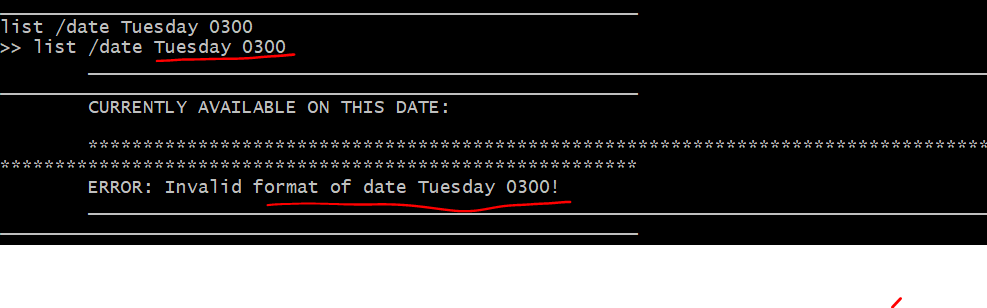 list /date Tuesday 0300
>> list /date Tuesday 0300
CURRENTLY AVAILABLE ON THIS DATE:
******************************************************************************************
**********************************************************
ERROR: Invalid format of date Tuesday 0300!